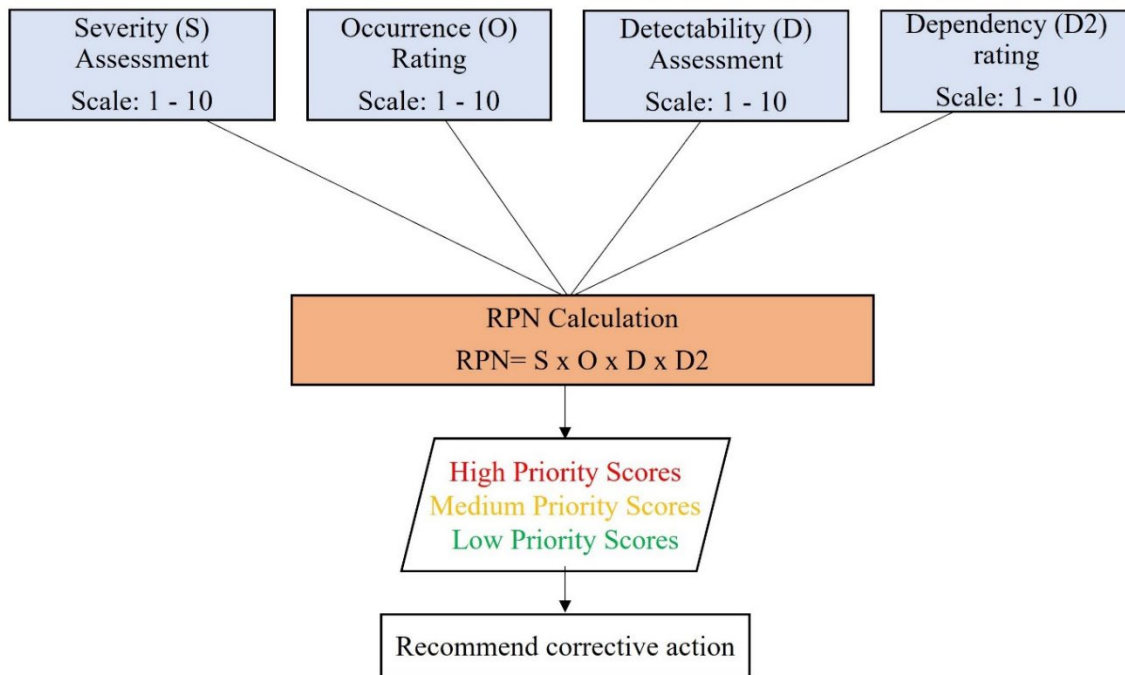 Severity (S)
Assessment
Scale: 1 - 10
Occurrence (O)
Rating
Scale: 1 - 10
Detectability (D)
Assessment
Scale: 1 - 10
Dependency (D2)
rating
Scale: 1 - 10
RPN Calculation
RPN= S x O x D x D2
High Priority Scores
Medium Priority Scores
Low Priority Scores
Recommend corrective action